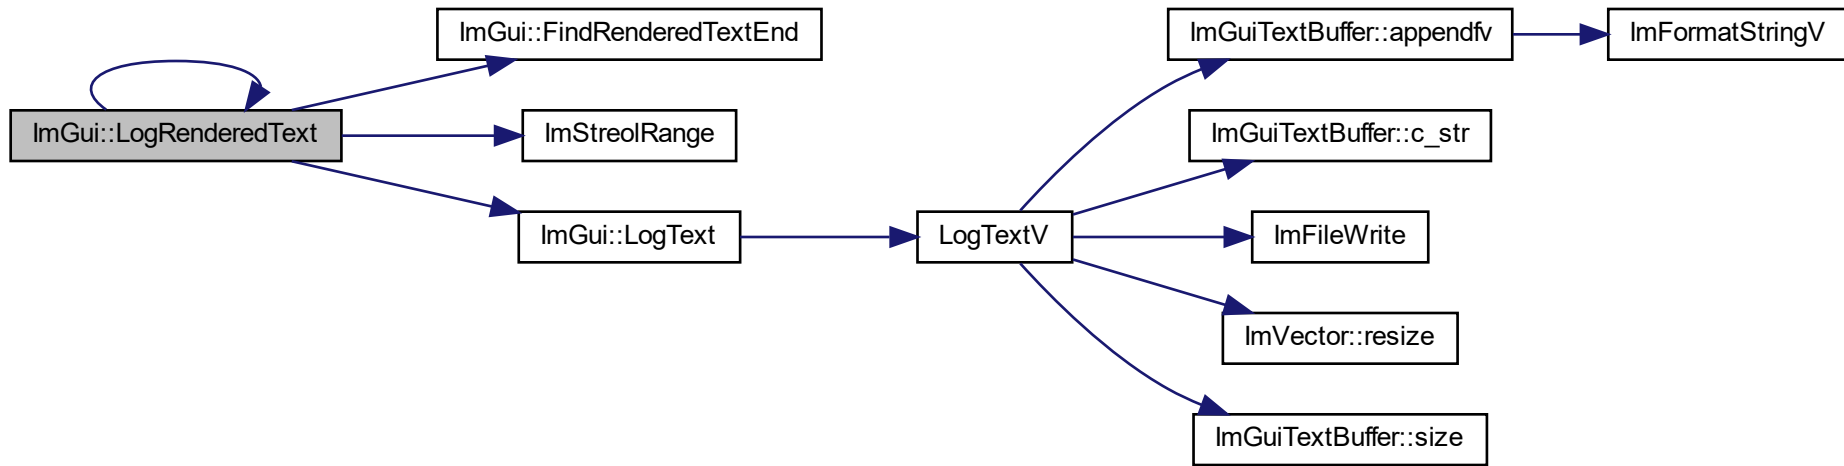 ImGui::FindRenderedTextEnd
ImGuiTextBuffer::appendfv
ImFormatStringV
ImGui::LogRenderedText
ImStreolRange
ImGuiTextBuffer::c_str
ImGui::LogText
LogTextV
ImFileWrite
ImVector::resize
ImGuiTextBuffer::size